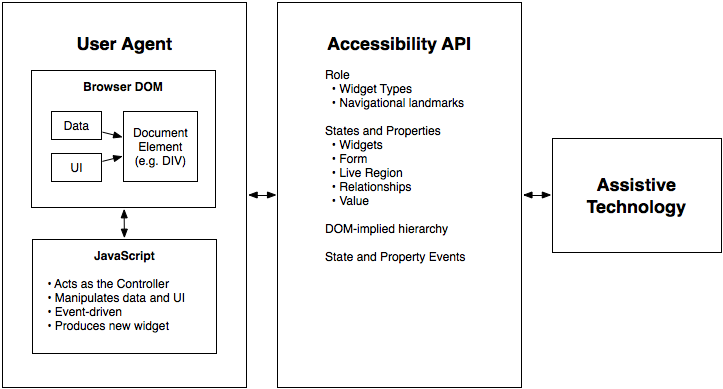 User Agent
Browser DOM
Data
UI
Document
Element
(e.g. DIV)
JavaScript
• Acts as the Controller
• Manipulates data and UI
• Event-driven
• Produces new widget
Accessibility API
Role
• Widget Types
• Navigational landmarks
States and Properties
• Widgets
• Form
• Live Region
• Relationships
• Value
DOM-implied hierarchy
State and Property Events
Assistive
Technology